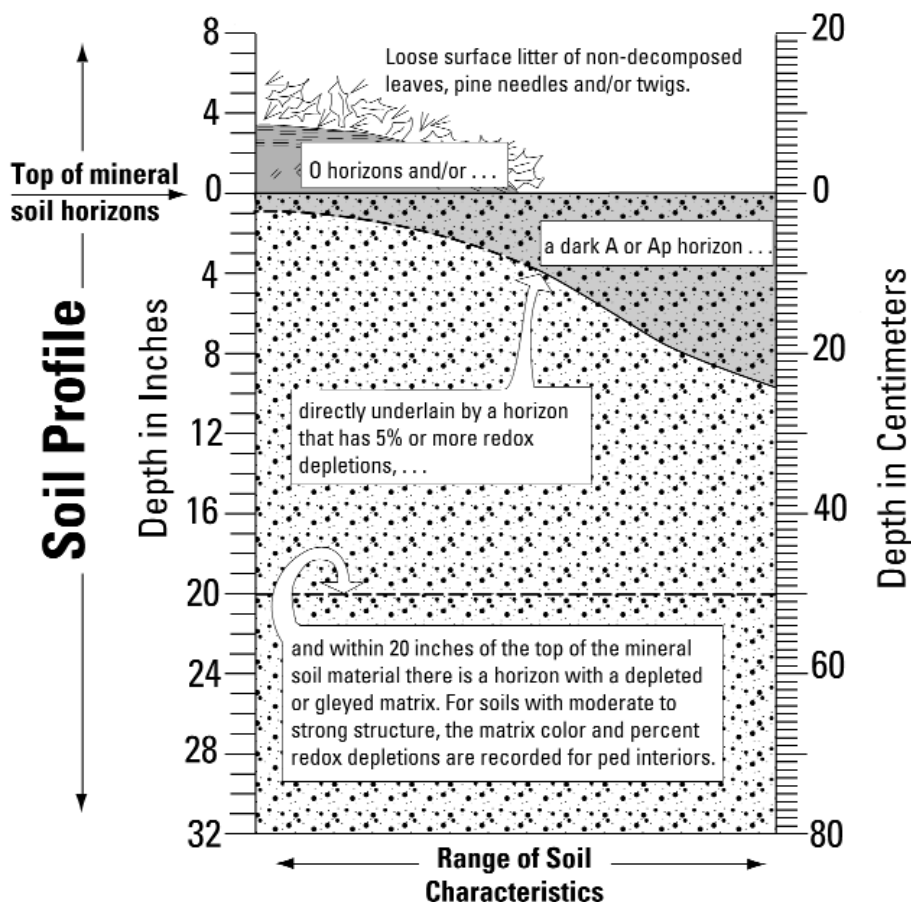 8
20
Loose surface litter of non-decomposed
leaves, pine needles and/or twigs.
4
10
O horizons and/or . . .
Top of mineral
soil horizons
0
0
a dark A or Ap horizon . . .
4
8
20
directly underlain by a horizon
that has 5% or more redox
depletions, . . .
12
16
40
20
and within 20 inches of the top of the mineral
soil material there is a horizon with a depleted
or gleyed matrix. For soils with moderate to
strong structure, the matrix color and percent
redox depletions are recorded for ped interiors.
24
60
28
32
80
Soil Profile
Depth in Inches
Depth in Centimeters
Range of Soil
Characteristics